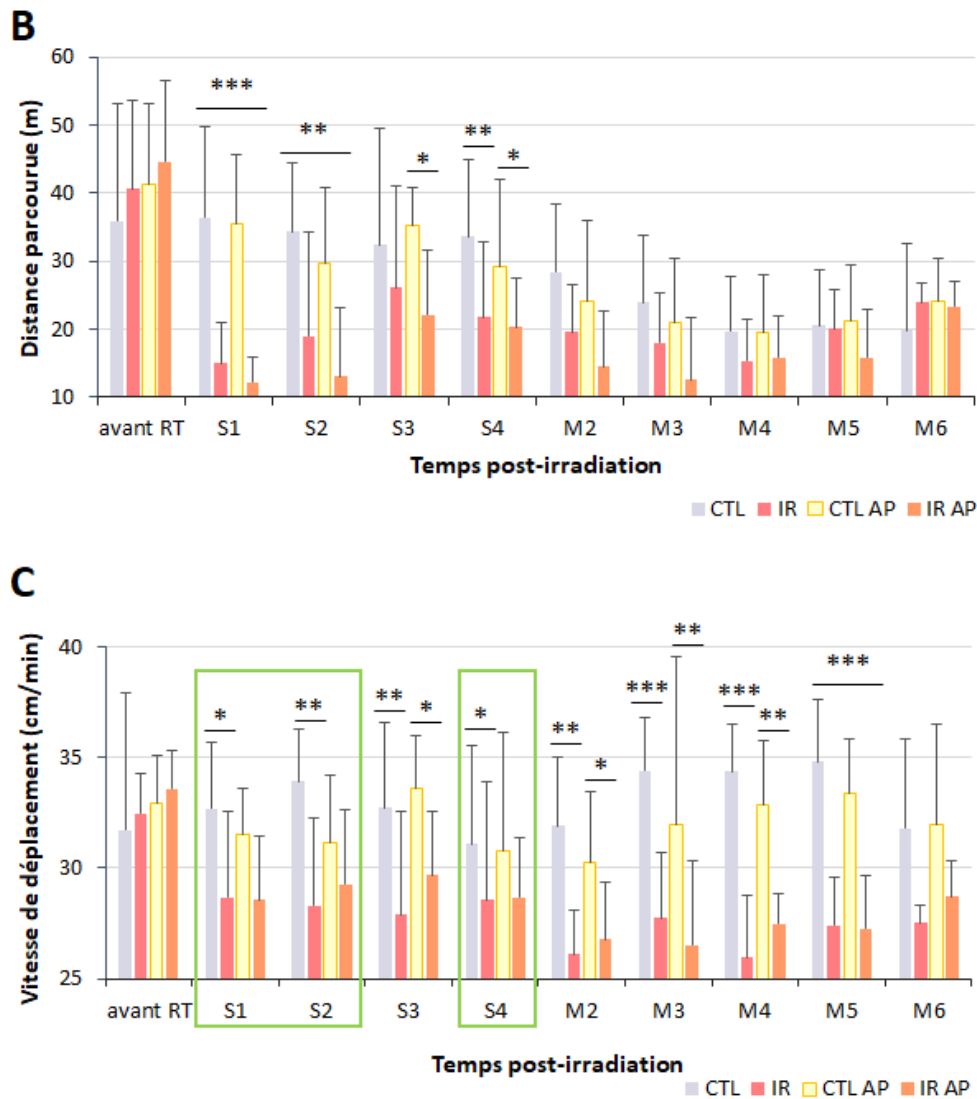 B
Distance parcourue (m)
60
50
40
30
20
10
***
**
*
**
*
avant RT S1 S2 S3 S4 M2 M3 M4 M5 M6
Temps post-irradiation
CTL IR CTL AP IR AP
C
Vitesse de déplacement (cm/min)
40
35
30
25
*
**
**
*
*
**
*
***
**
***
**
***
avant RT S1 S2 S3 S4 M2 M3 M4 M5 M6
Temps post-irradiation
CTL IR CTL AP IR AP